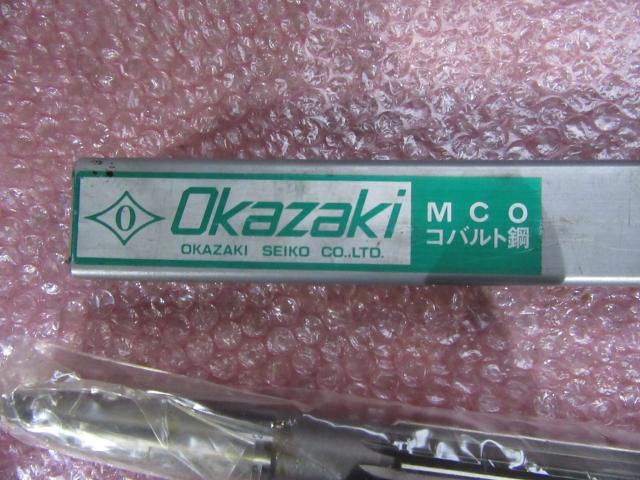 O
Okazaki
OKAZAKI SEIKO CO.,LTD.
MCO
コバルト鋼